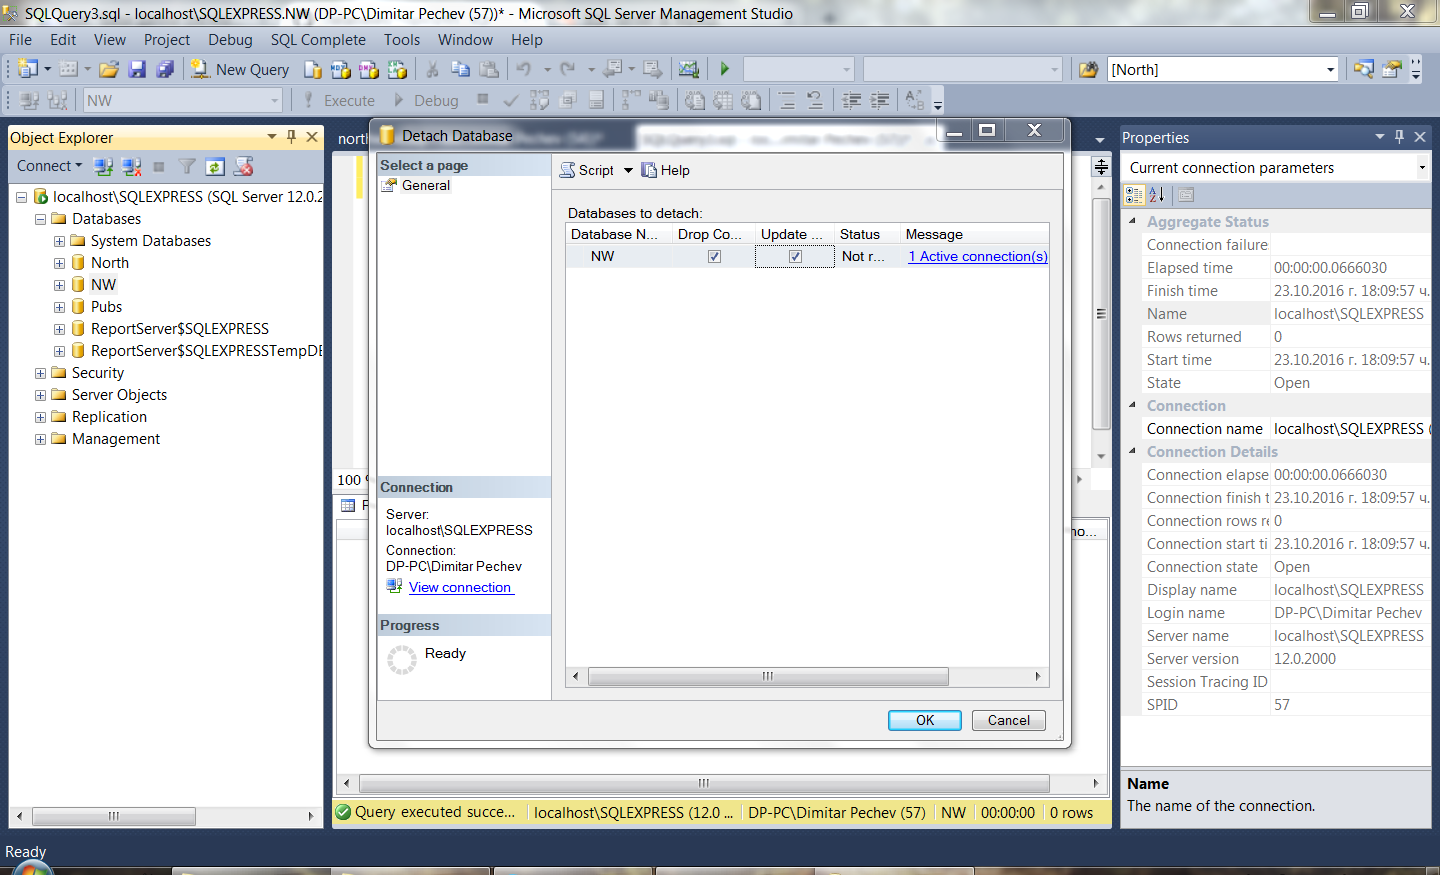 SQLQuery3.sql - localhost\SQLEXPRESS.NW (DP-PC\Dimitar Pechev (57))* - Microsoft SQL Server Management Studio
File Edit View Project Debug SQL Complete Tools Window Help
New Query [North]
NW Execute Debug
Object Explorer
Connect
localhost\SQLEXPRESS (SQL Server 12.0.2
Databases
System Databases
North
NW
Pubs
ReportServer$SQLEXPRESS
ReportServer$SQLEXPRESSTempDB
Security
Server Objects
Replication
Management
north
100 %
Detach Database
Select a page
General
Script Help
Databases to detach:
Database N... Drop Co... Update ... Status Message
NW Not r... 1 Active connection(s)
Connection
Server:
localhost\SQLEXPRESS
Connection:
DP-PC\Dimitar Pechev
View connection
Progress
Ready
OK Cancel
Query executed succe... localhost\SQLEXPRESS (12.0 ... DP-PC\Dimitar Pechev (57) NW 00:00:00 0 rows
Properties
Current connection parameters
Aggregate Status
Connection failure
Elapsed time 00:00:00.0666030
Finish time 23.10.2016 г. 18:09:57 ч.
Name localhost\SQLEXPRESS
Rows returned 0
Start time 23.10.2016 г. 18:09:57 ч.
State Open
Connection
Connection name localhost\SQLEXPRESS (
Connection Details
Connection elapse 00:00:00.0666030
Connection finish t 23.10.2016 г. 18:09:57 ч.
Connection rows re 0
Connection start ti 23.10.2016 г. 18:09:57 ч.
Connection state Open
Display name localhost\SQLEXPRESS
Login name DP-PC\Dimitar Pechev
Server name localhost\SQLEXPRESS
Server version 12.0.2000
Session Tracing ID
SPID 57
Name
The name of the connection.
Ready